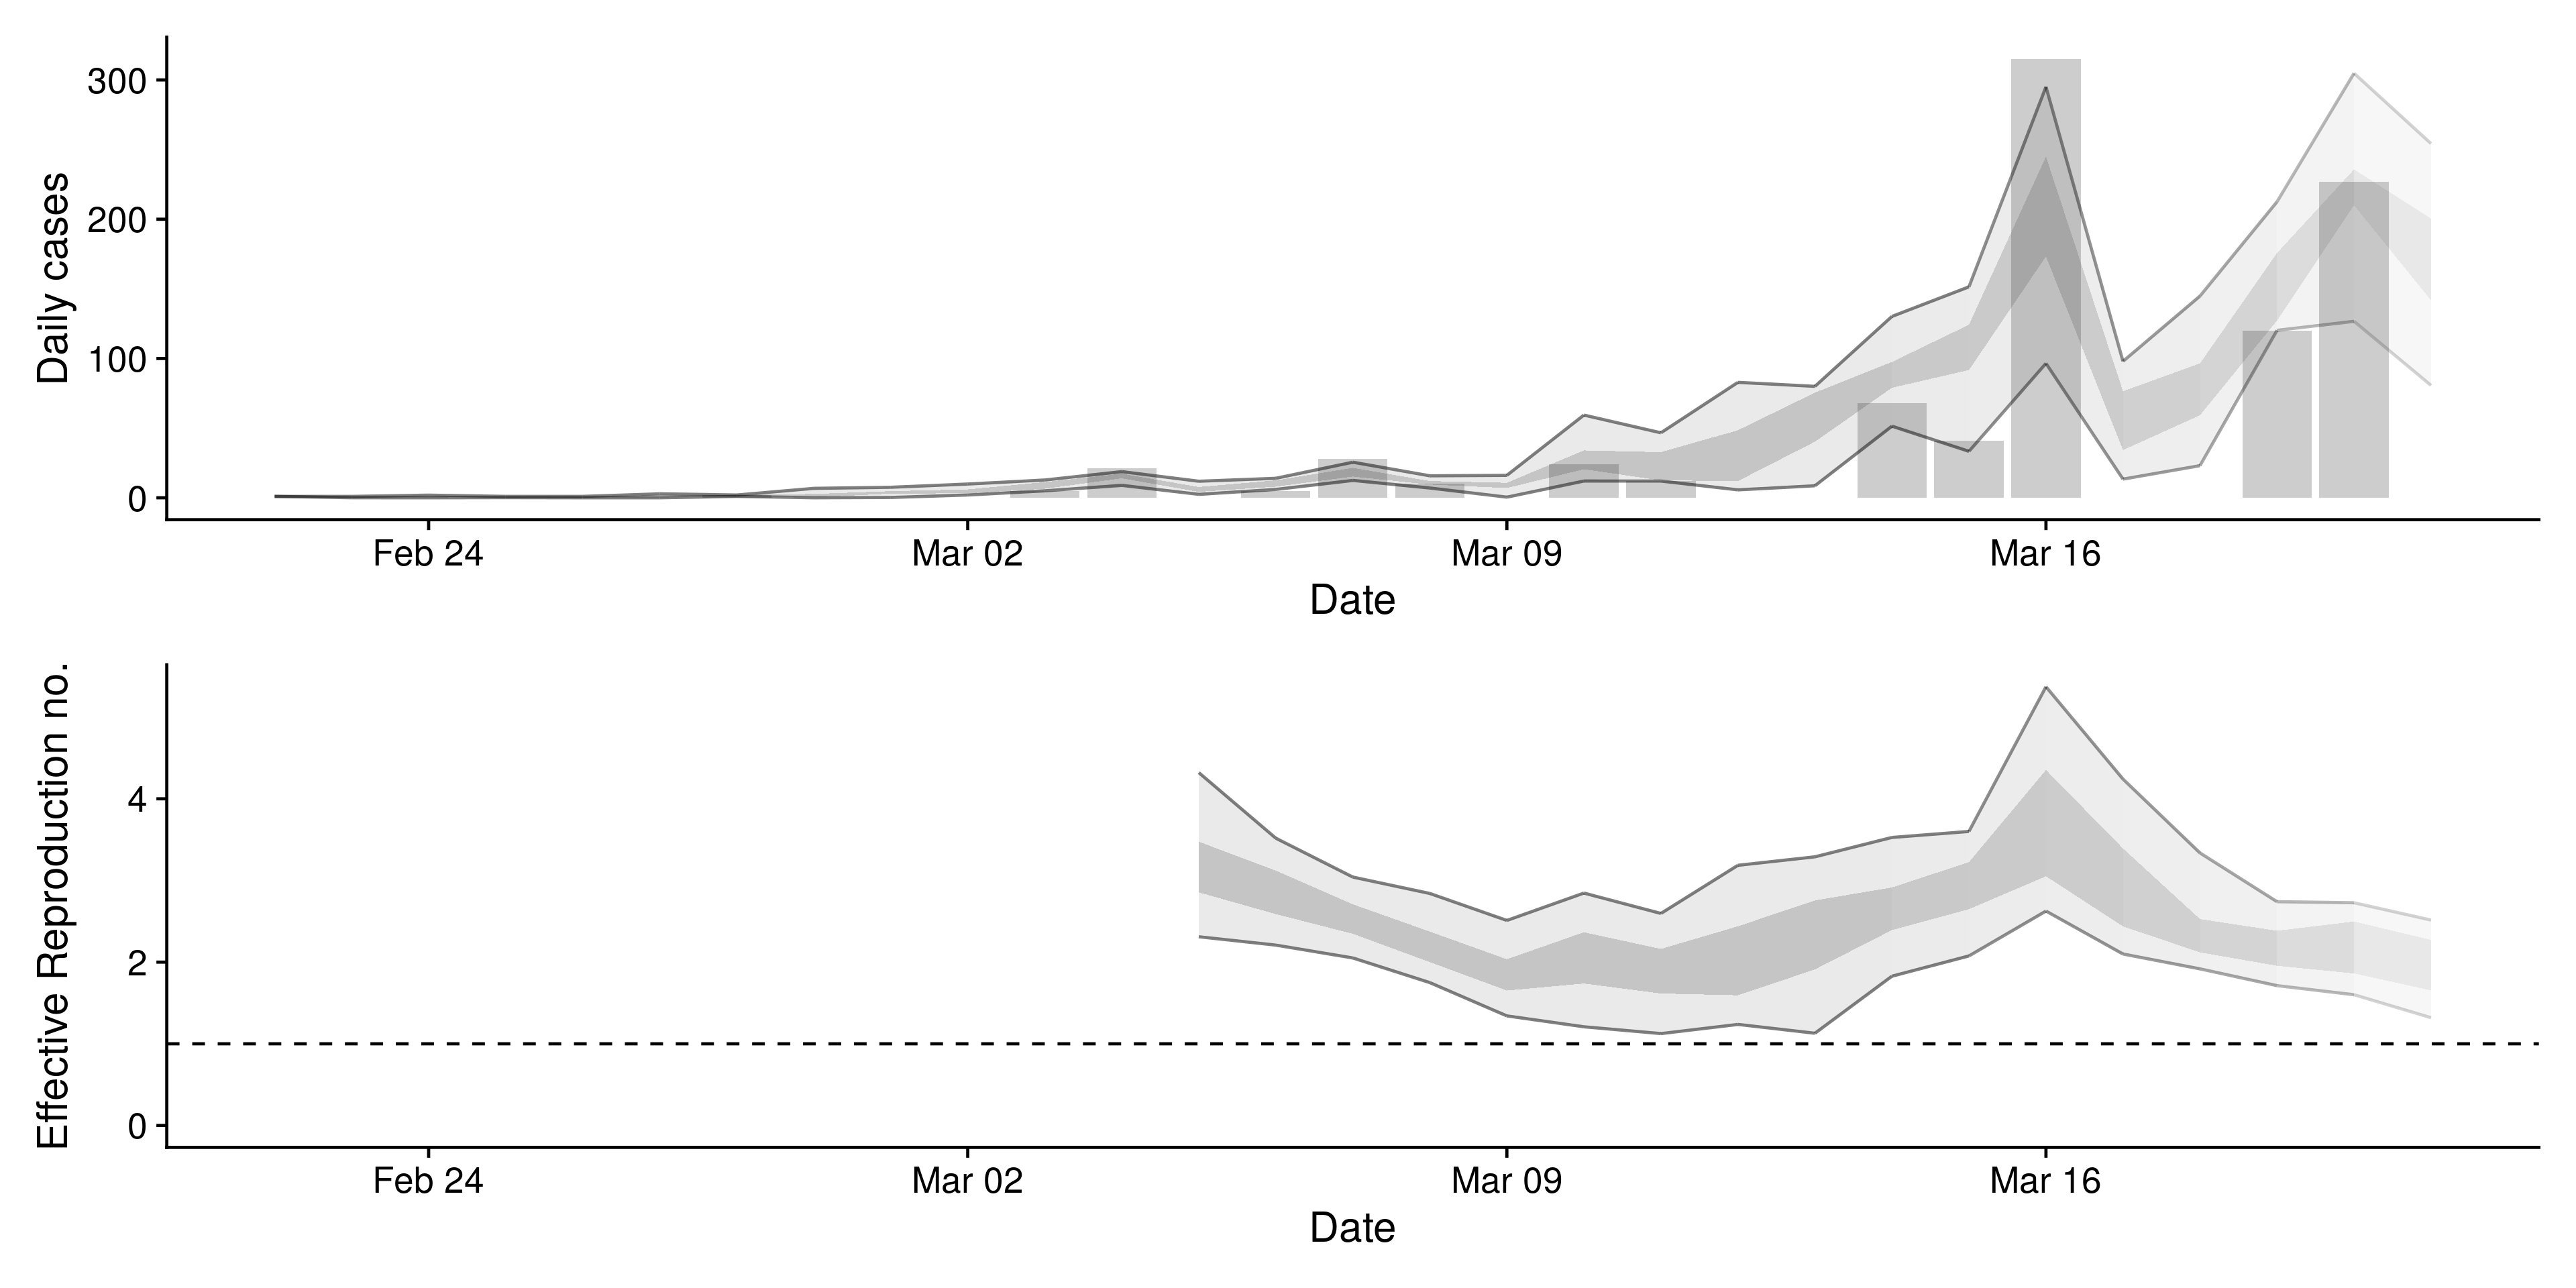 Daily cases
300
200
100
0
Feb 24 Mar 02 Mar 09 Mar 16
Date
Effective Reproduction no.
4
2
0
Feb 24 Mar 02 Mar 09 Mar 16
Date